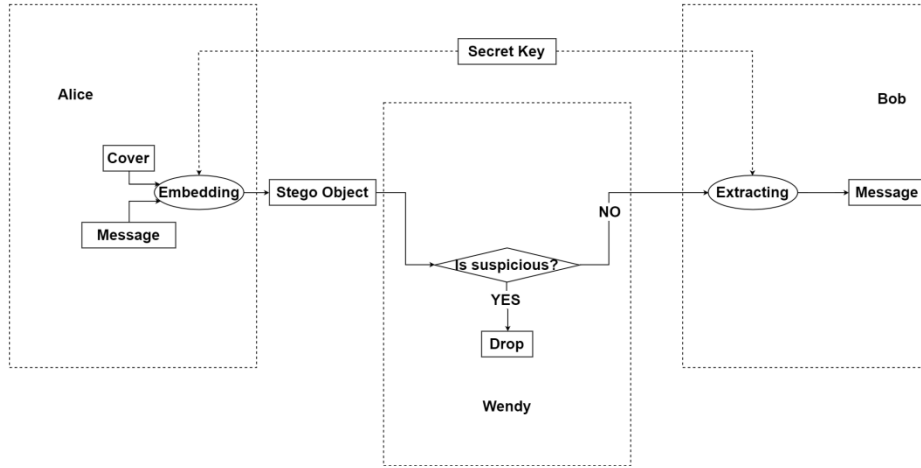 Secret Key
Alice
Bob
Cover
Embedding
Stego Object
Extracting
Message
NO
Message
Is suspicious?
YES
Drop
Wendy